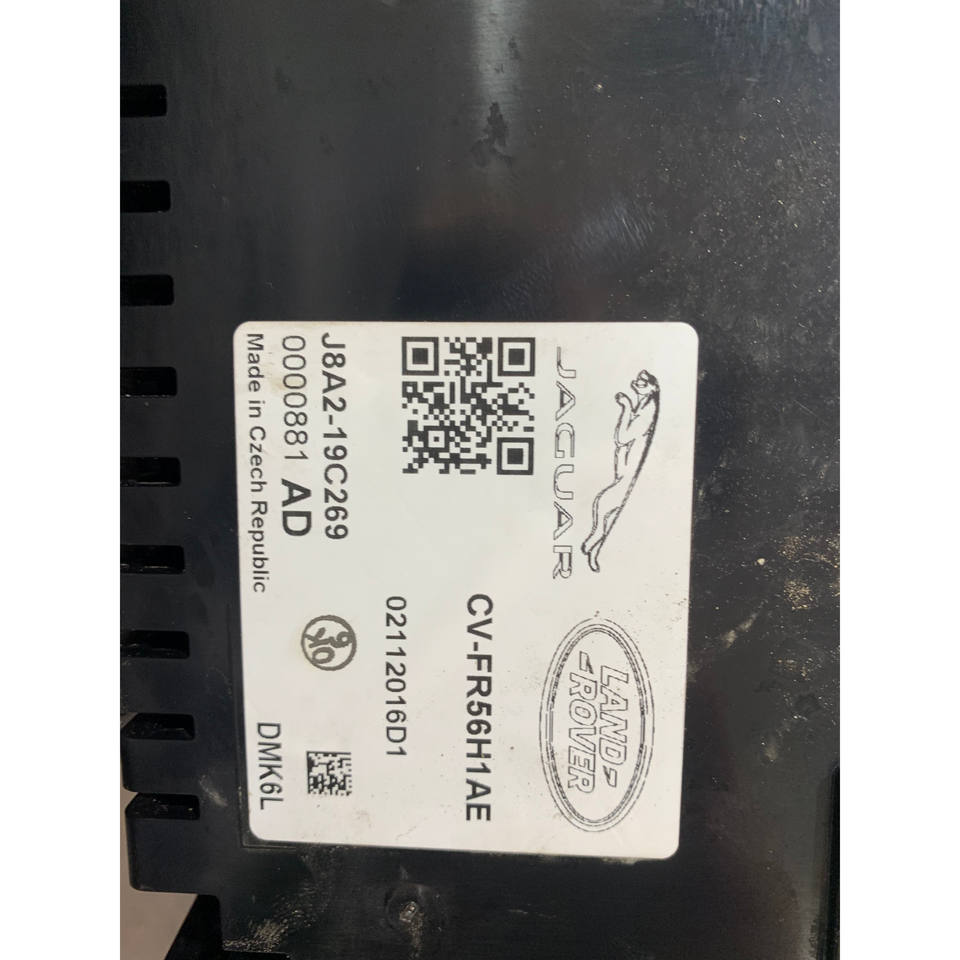 JAGUAR
LAND
ROVER
CV-FR56H1AE
02112016D1
J8A2-19C269
0000881 AD
Made in Czech Republic
DMK6L